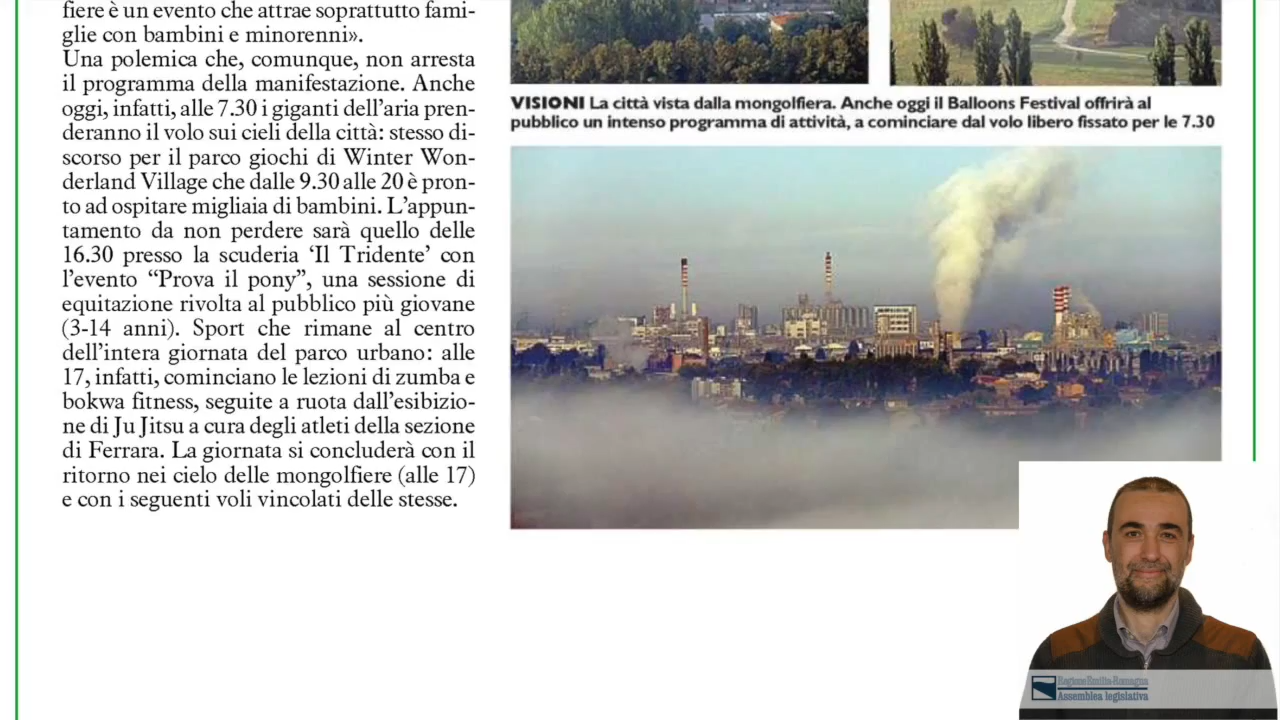 fiere è un evento che attrae soprattutto fami-
glie con bambini e minorenni».
Una polemica che, comunque, non arresta
il programma della manifestazione. Anche
oggi, infatti, alle 7.30 i giganti dell'aria pren-
deranno il volo sui cieli della città: stesso di-
scorso per il parco giochi di Winter Won-
derland Village che dalle 9.30 alle 20 è pron-
to ad ospitare migliaia di bambini. L'appun-
tamento da non perdere sarà quello delle
16.30 presso la scuderia ‘Il Tridente’ con
l'evento “Prova il pony”, una sessione di
equitazione rivolta al pubblico più giovane
(3-14 anni). Sport che rimane al centro
dell'intera giornata del parco urbano: alle
17, infatti, cominciano le lezioni di zumba e
bokwa fitness, seguite a ruota dall'esibizio-
ne di Ju Jitsu a cura degli atleti della sezione
di Ferrara. La giornata si concluderà con il
ritorno nei cielo delle mongolfiere (alle 17)
e con i seguenti voli vincolati delle stesse.
VISIONI La città vista dalla mongolfiera. Anche oggi il Balloons Festival offrirà al
pubblico un intenso programma di attività, a cominciare dal volo libero fissato per le 7.30
RegioneEmilia-Romagna
Assemblea legislativa